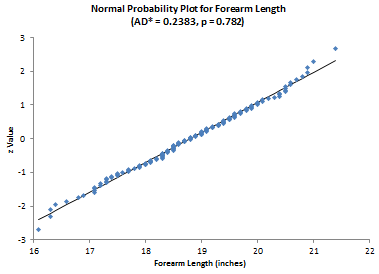 Normal Probability Plot for Forearm Length
(AD* = 0.2383, p = 0.782)
3
2
1
0
-1
-2
-3
z Value
16 17 18 19 20 21 22
Forearm Length (inches)